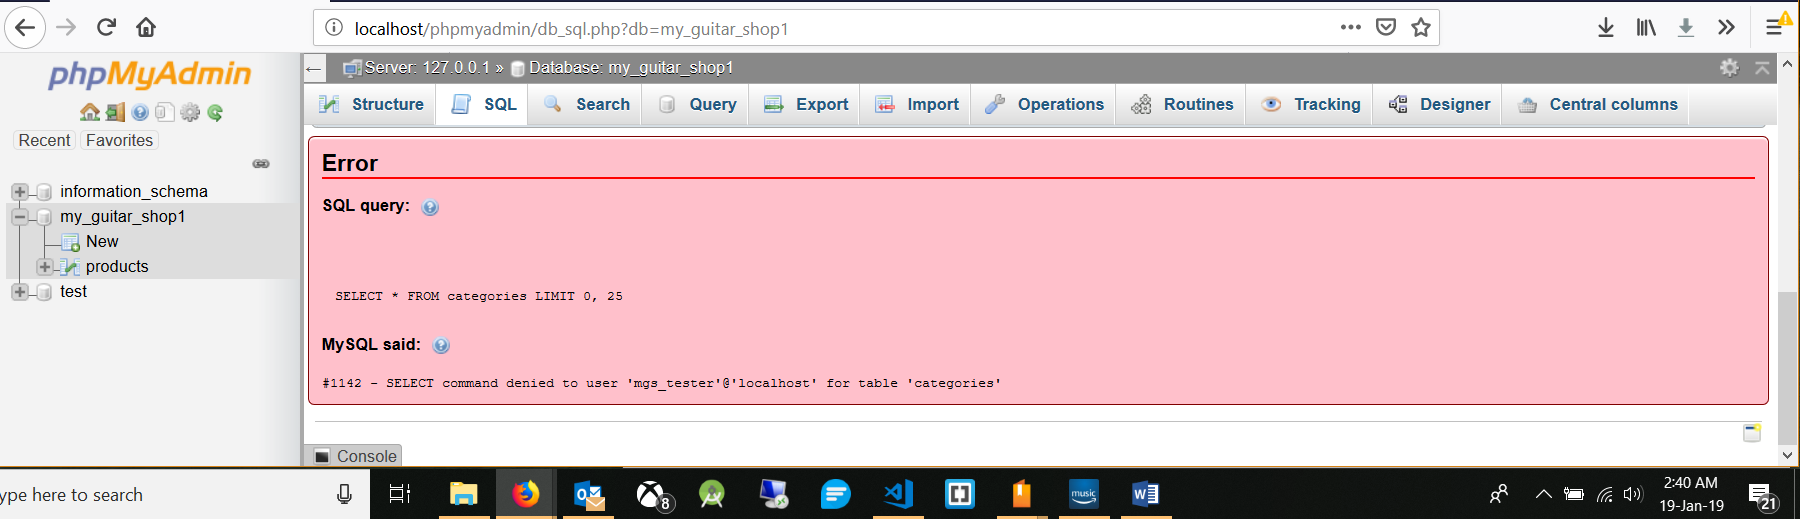 localhost/phpmyadmin/db_sql.php?db=my_guitar_shop1
phpMyAdmin
Recent Favorites
information_schema
my_guitar_shop1
New
products
test
Server: 127.0.0.1 » Database: my_guitar_shop1
Structure SQL Search Query Export Import Operations Routines Tracking Designer Central columns
Error
SQL query:
SELECT * FROM categories LIMIT 0, 25
MySQL said:
#1142 - SELECT command denied to user 'mgs_tester'@'localhost' for table 'categories'
Console
ype here to search
8
music
2:40 AM
19-Jan-19
21